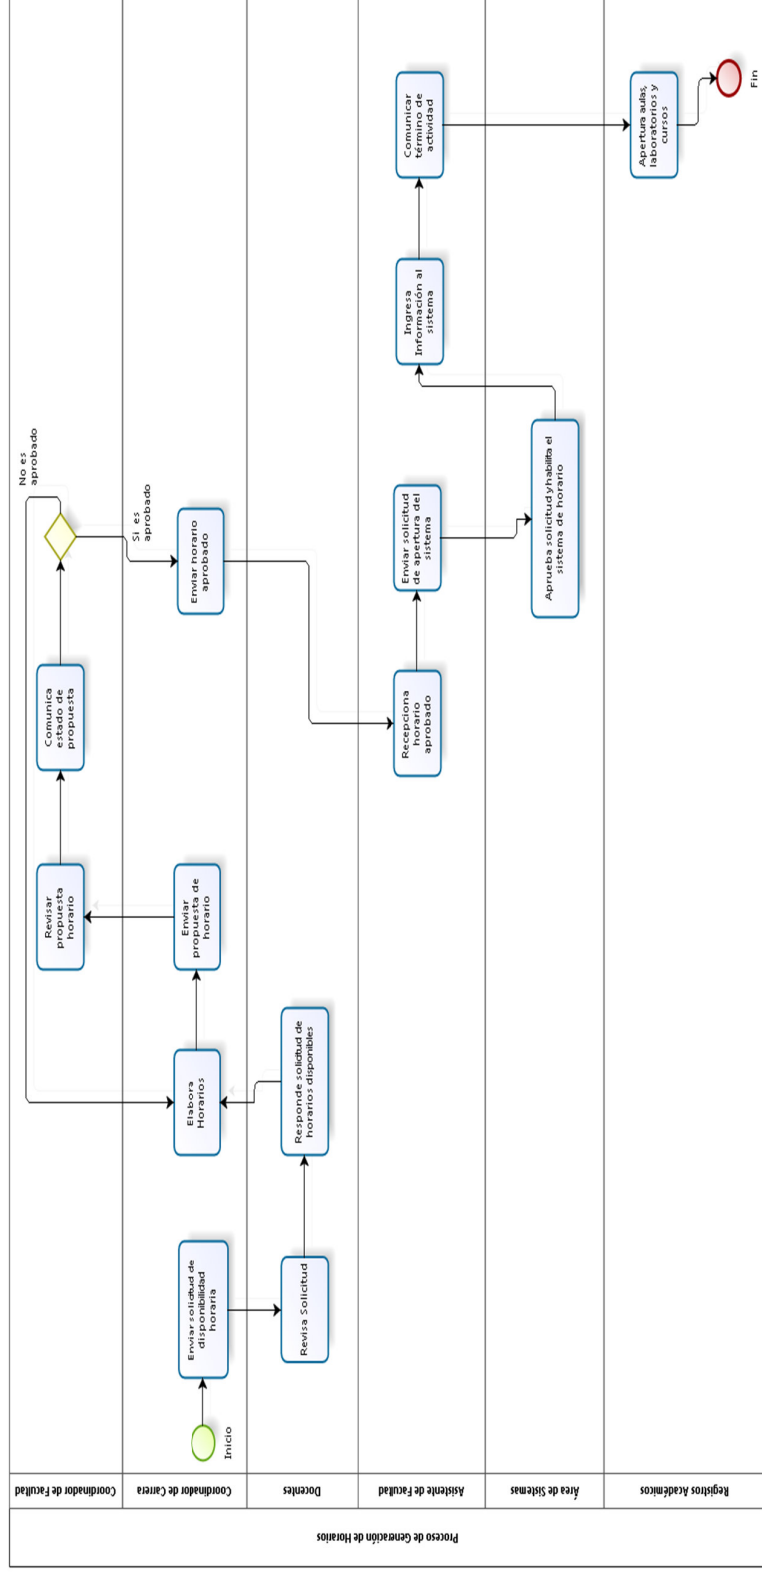 Proceso de Generación de Horarios
Coordinador de Facultad
Coordinador de Carrera
Docentes
Asistente de Facultad
Área de Sistemas
Registros Académicos
Inicio
Enviar solicitud de
disponibilidad
horaria
Revisa Solicitud
Responde solicitud de
horarios disponibles
Elabora
Horarios
Enviar
propuesta de
horario
Revisar
propuesta
horario
Comunica
estado de
propuesta
No es
aprobado
Si es
aprobado
Enviar horario
aprobado
Recepciona
horario
aprobado
Enviar solicitud
de apertura del
sistema
Aprueba solicitud y habilita el
sistema de horario
Ingresa
Información al
sistema
Comunicar
término de
actividad
Apertura aulas,
laboratorios y
cursos
Fin